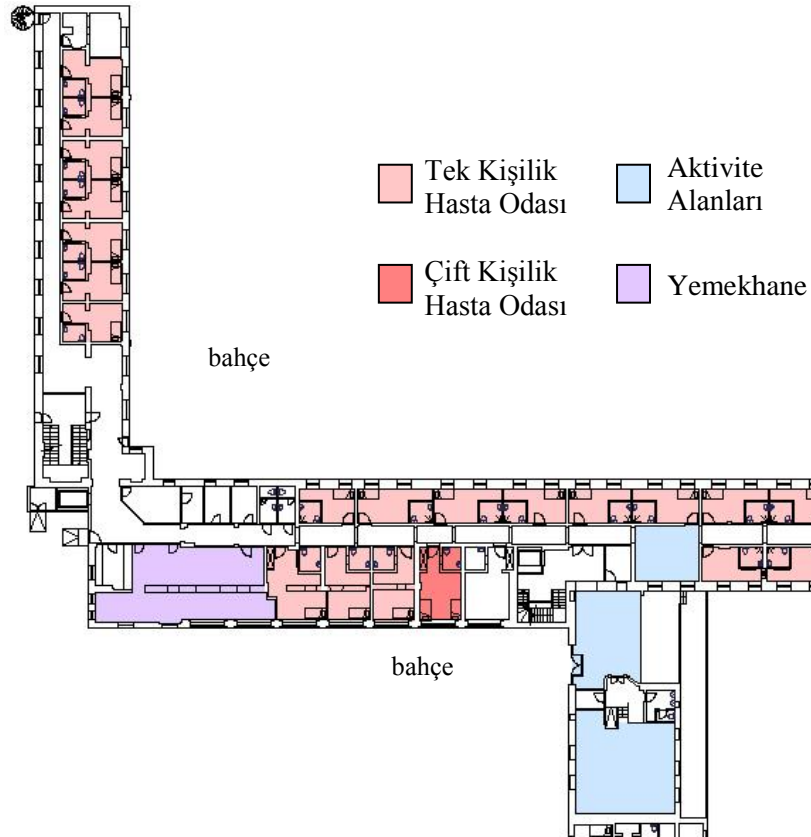 Tek Kişilik
Hasta Odası
Aktivite
Alanları
Çift Kişilik
Hasta Odası
Yemekhane
bahçe
bahçe